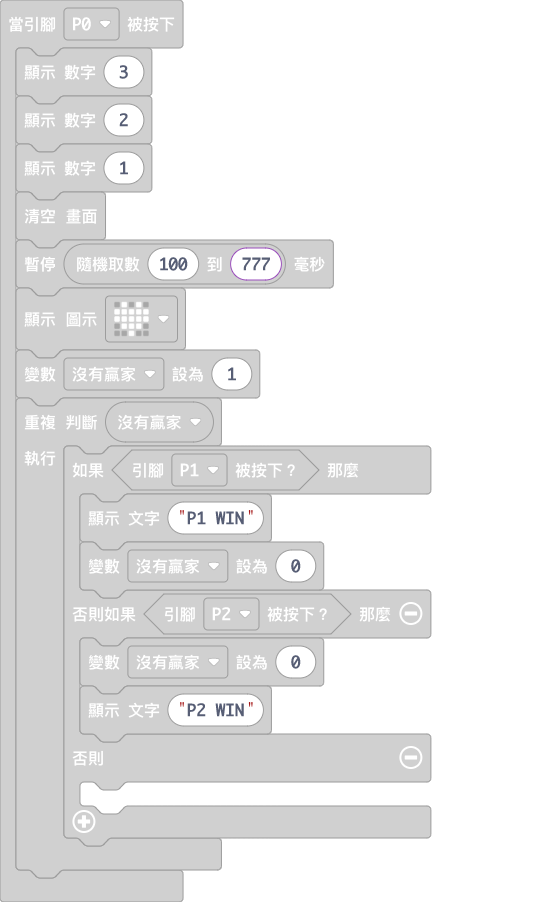 當引腳 P0 被按下
顯示 數字 3
顯示 數字 2
顯示 數字 1
清空 畫面
暫停 隨機取數 100 到 777 毫秒
顯示 圖示
變數 沒有贏家 設為 1
重複 判斷 沒有贏家
執行
如果 引腳 P1 被按下？ 那麼
顯示 文字 "P1 WIN"
變數 沒有贏家 設為 0
否則如果 引腳 P2 被按下？ 那麼
變數 沒有贏家 設為 0
顯示 文字 "P2 WIN"
否則